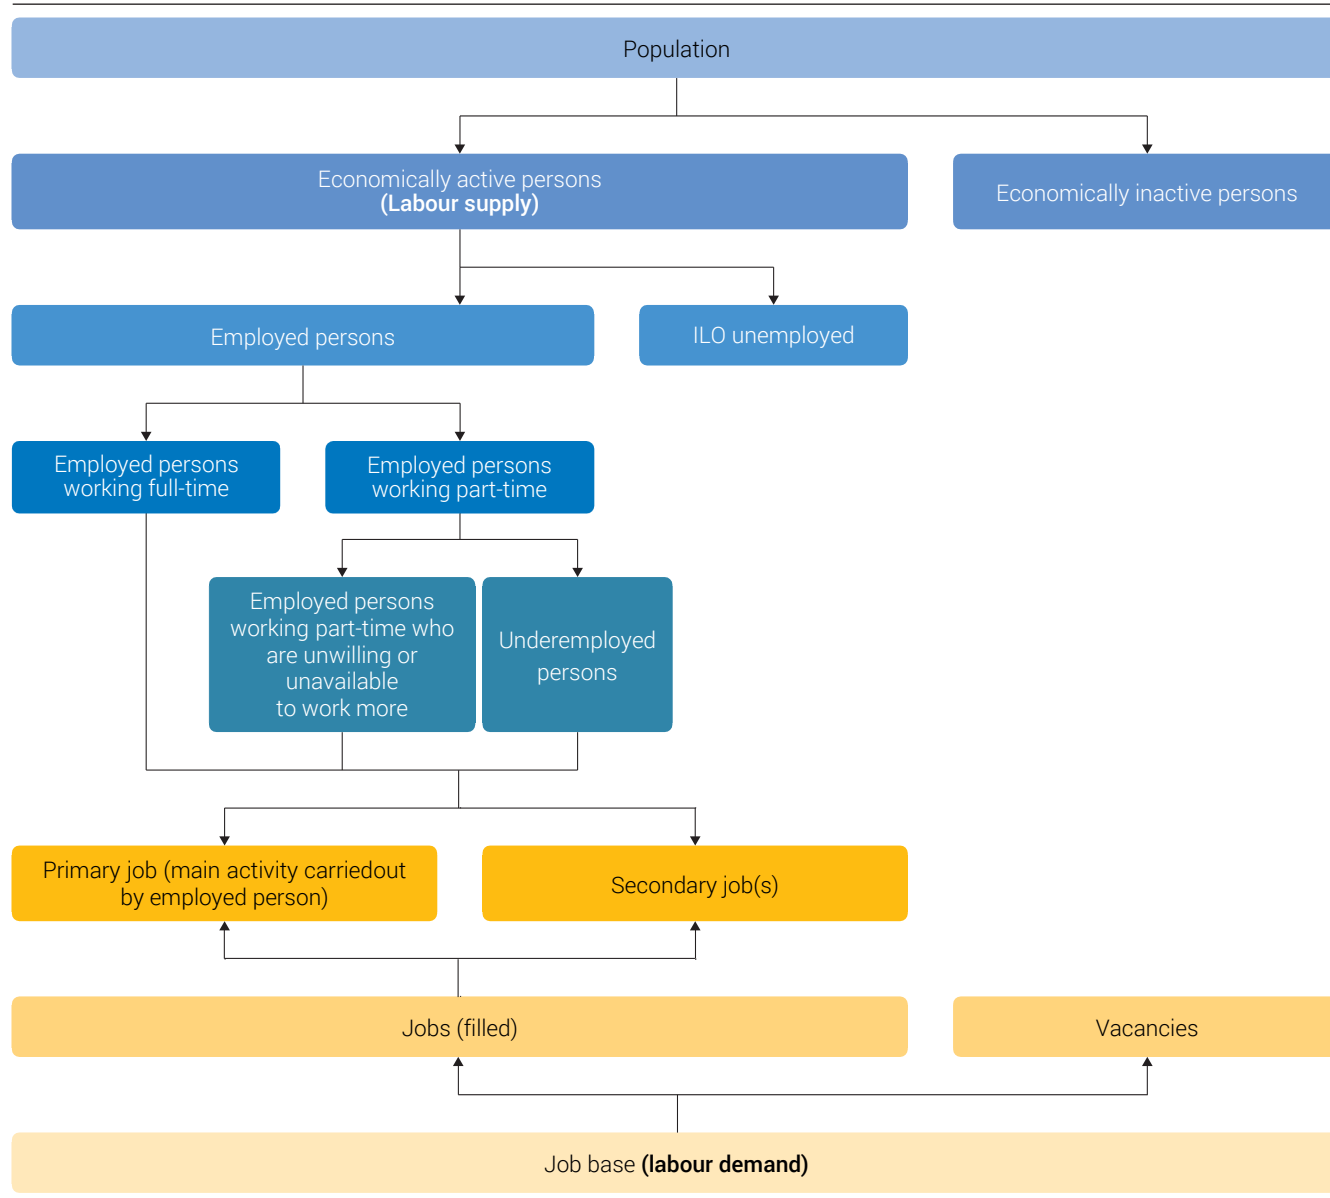 Population
Economically active persons
(Labour supply)
Economically inactive persons
Employed persons
ILO unemployed
Employed persons
working full-time
Employed persons
working part-time
Employed persons
working part-time who
are unwilling or
unavailable
to work more
Underemployed
persons
Primary job (main activity carriedout
by employed person)
Secondary job(s)
Jobs (filled)
Vacancies
Job base (labour demand)